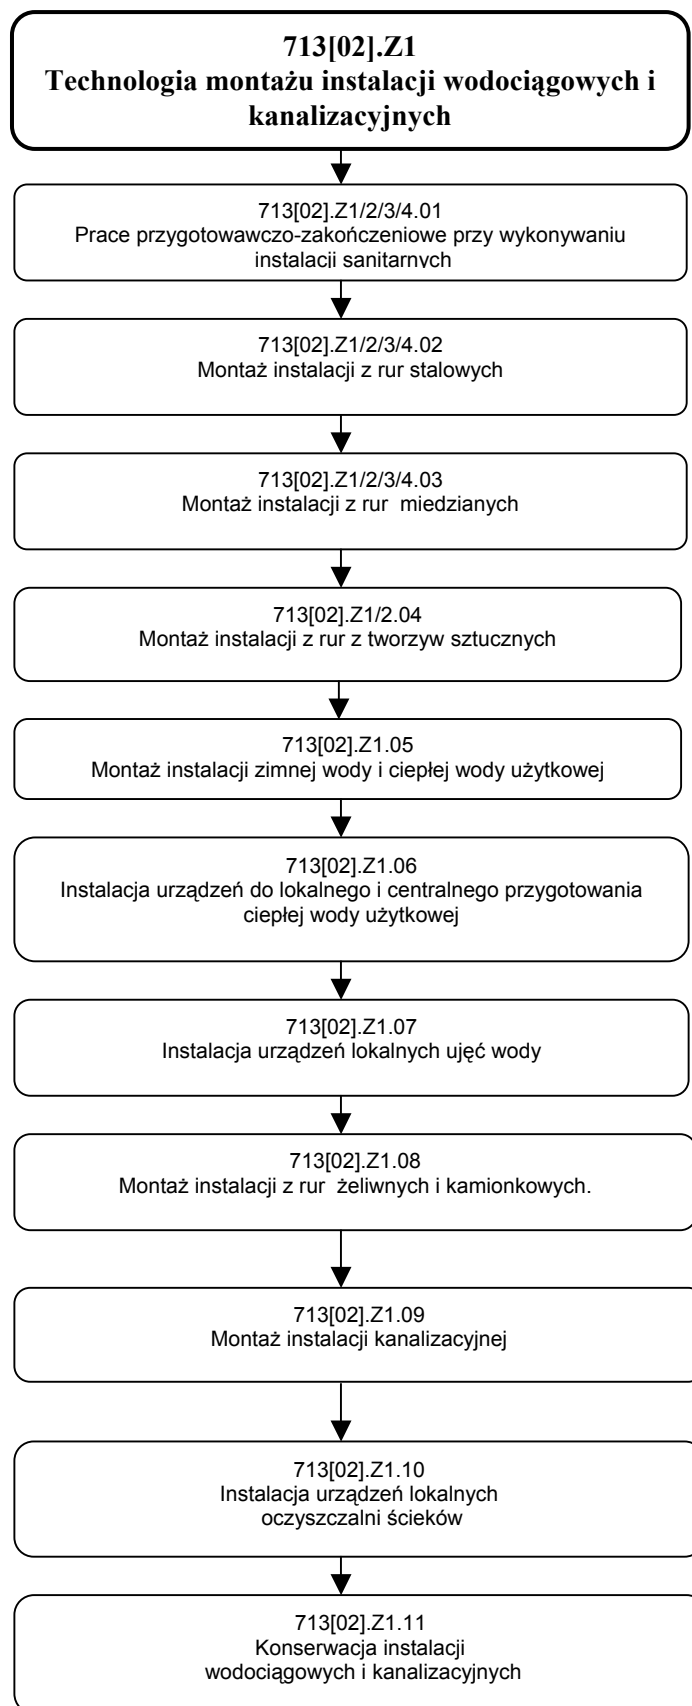 713[02].Z1
Technologia montażu instalacji wodociągowych i
kanalizacyjnych
713[02].Z1/2/3/4.01
Prace przygotowawczo-zakończeniowe przy wykonywaniu
instalacji sanitarnych
713[02].Z1/2/3/4.02
Montaż instalacji z rur stalowych
713[02].Z1/2/3/4.03
Montaż instalacji z rur miedzianych
713[02].Z1/2.04
Montaż instalacji z rur z tworzyw sztucznych
713[02].Z1.05
Montaż instalacji zimnej wody i ciepłej wody użytkowej
713[02].Z1.06
Instalacja urządzeń do lokalnego i centralnego przygotowania
ciepłej wody użytkowej
713[02].Z1.07
Instalacja urządzeń lokalnych ujęć wody
713[02].Z1.08
Montaż instalacji z rur żeliwnych i kamionkowych.
713[02].Z1.09
Montaż instalacji kanalizacyjnej
713[02].Z1.10
Instalacja urządzeń lokalnych
oczyszczalni ścieków
713[02].Z1.11
Konserwacja instalacji
wodociągowych i kanalizacyjnych